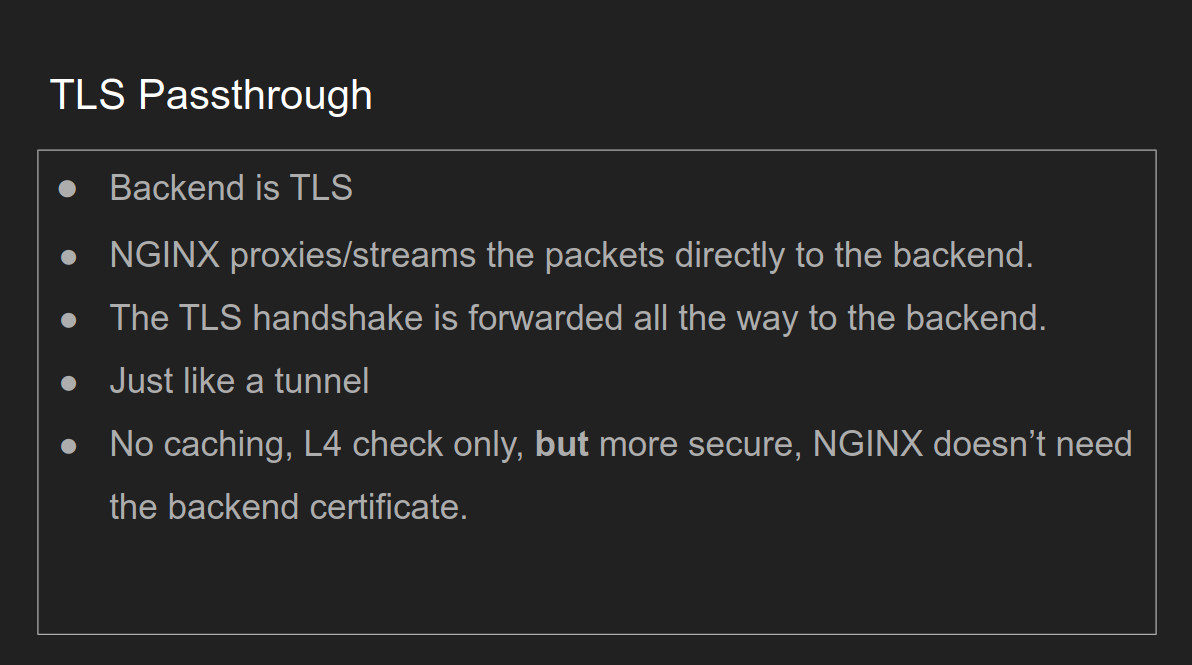 TLS Passthrough
● Backend is TLS
● NGINX proxies/streams the packets directly to the backend.
● The TLS handshake is forwarded all the way to the backend.
● Just like a tunnel
● No caching, L4 check only, but more secure, NGINX doesn’t need
the backend certificate.